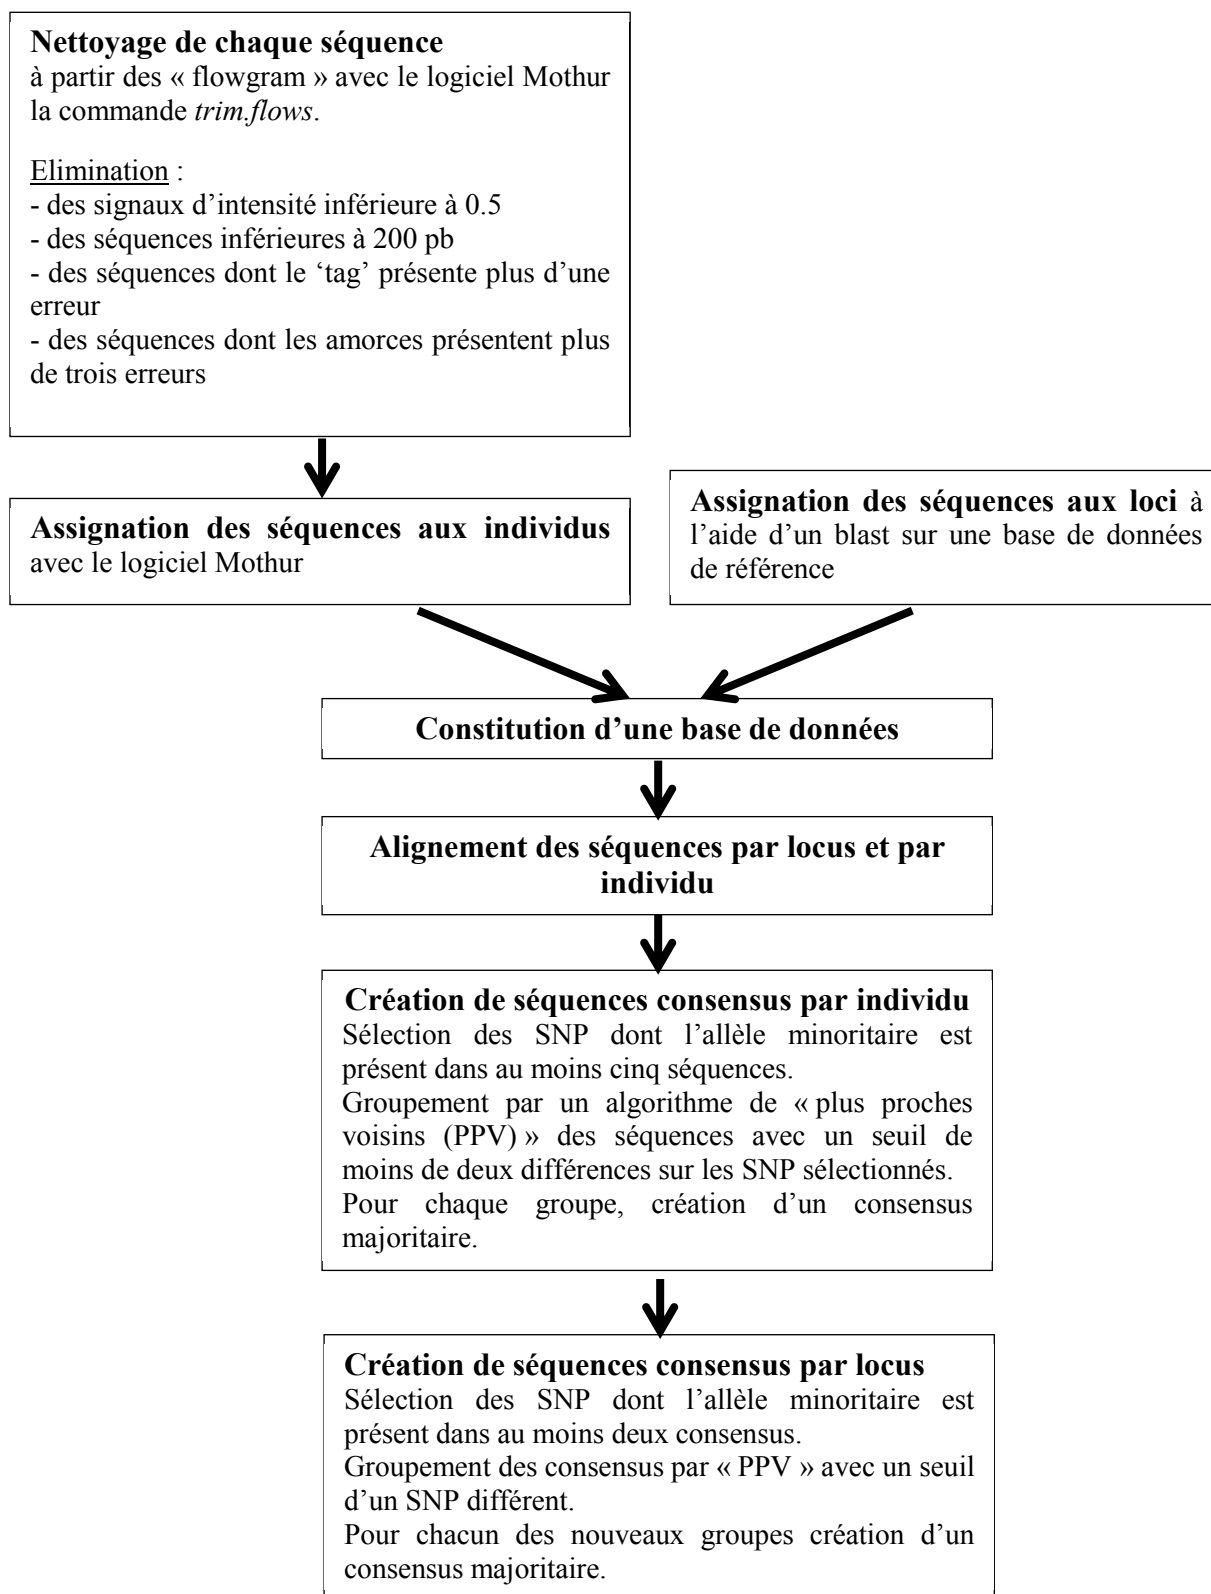 Nettoyage de chaque séquence
à partir des « flowgram » avec le logiciel Mothur
la commande trim.flows.
Elimination :
- des signaux d’intensité inférieure à 0.5
- des séquences inférieures à 200 pb
- des séquences dont le ‘tag’ présente plus d’une
erreur
- des séquences dont les amorces présentent plus
de trois erreurs
Assignation des séquences aux individus
avec le logiciel Mothur
Assignation des séquences aux loci à
l’aide d’un blast sur une base de données
de référence
Constitution d’une base de données
Alignement des séquences par locus et par
individu
Création de séquences consensus par individu
Sélection des SNP dont l’allèle minoritaire est
présent dans au moins cinq séquences.
Groupement par un algorithme de « plus proches
voisins (PPV) » des séquences avec un seuil de
moins de deux différences sur les SNP sélectionnés.
Pour chaque groupe, création d’un consensus
majoritaire.
Création de séquences consensus par locus
Sélection des SNP dont l’allèle minoritaire est
présent dans au moins deux consensus.
Groupement des consensus par « PPV » avec un seuil
d’un SNP différent.
Pour chacun des nouveaux groupes création d’un
consensus majoritaire.